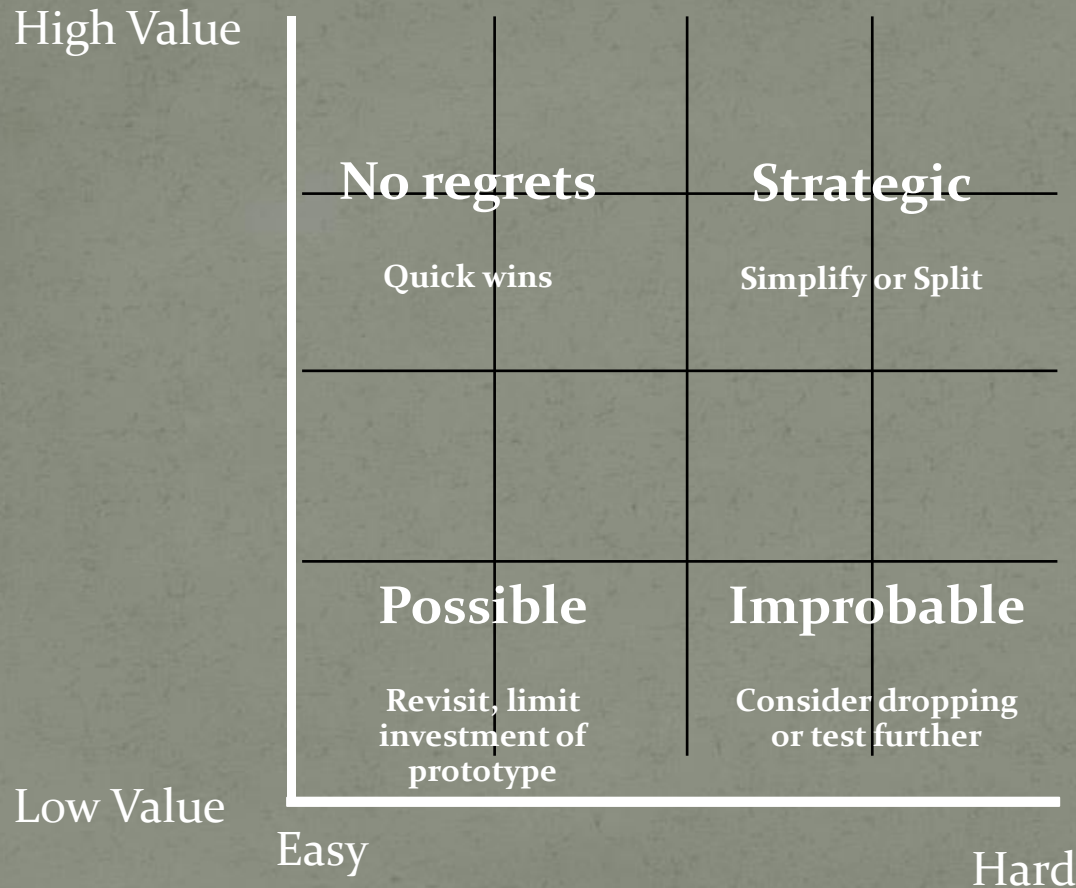 High Value
No regrets
Strategic
Quick wins
Simplify or Split
Possible
Improbable
Revisit, limit
investment of
prototype
Consider dropping
or test further
Low Value
Easy
Hard